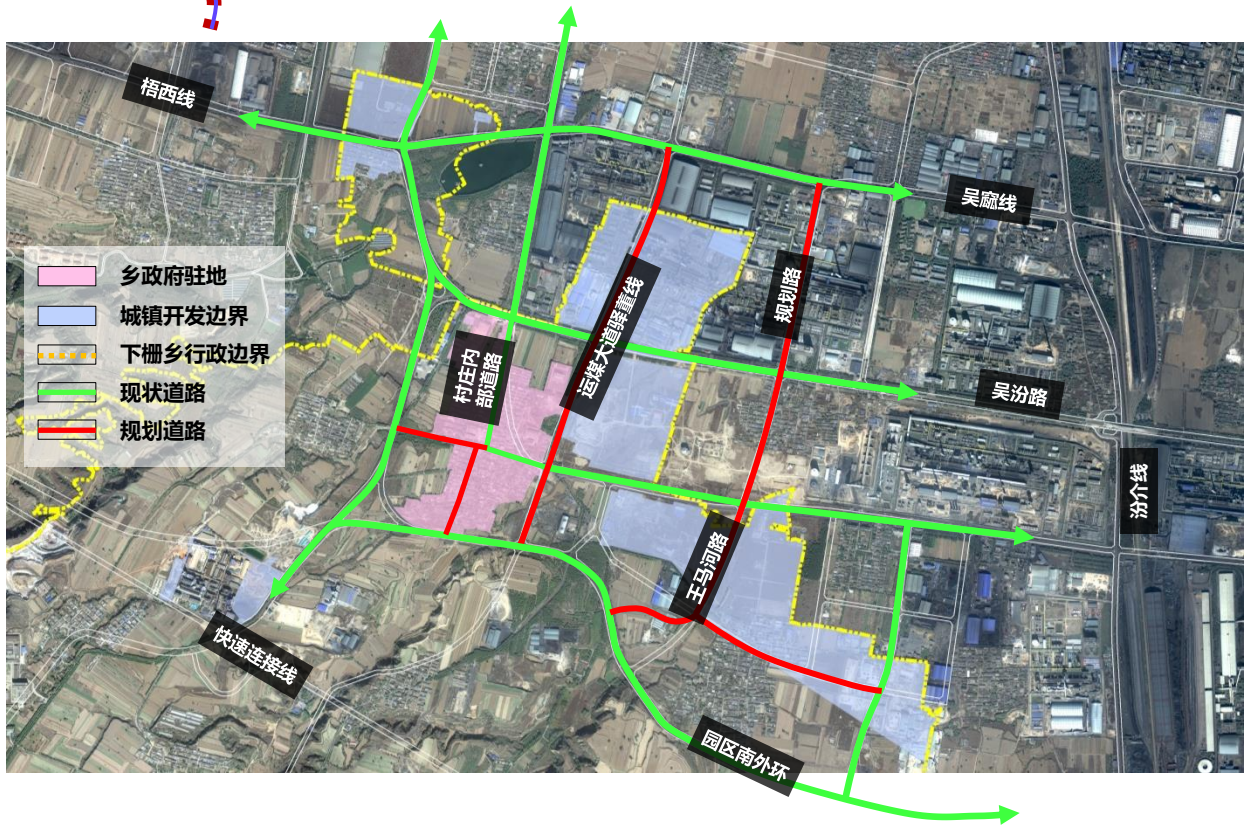 梧西线
吴窳线
规划路
运煤大道驿董线
乡政府驻地
城镇开发边界
下栅乡行政边界
现状道路
规划道路
村庄内
部道路
吴汾路
汾介线
王马河路
快速连接线
园区南外环